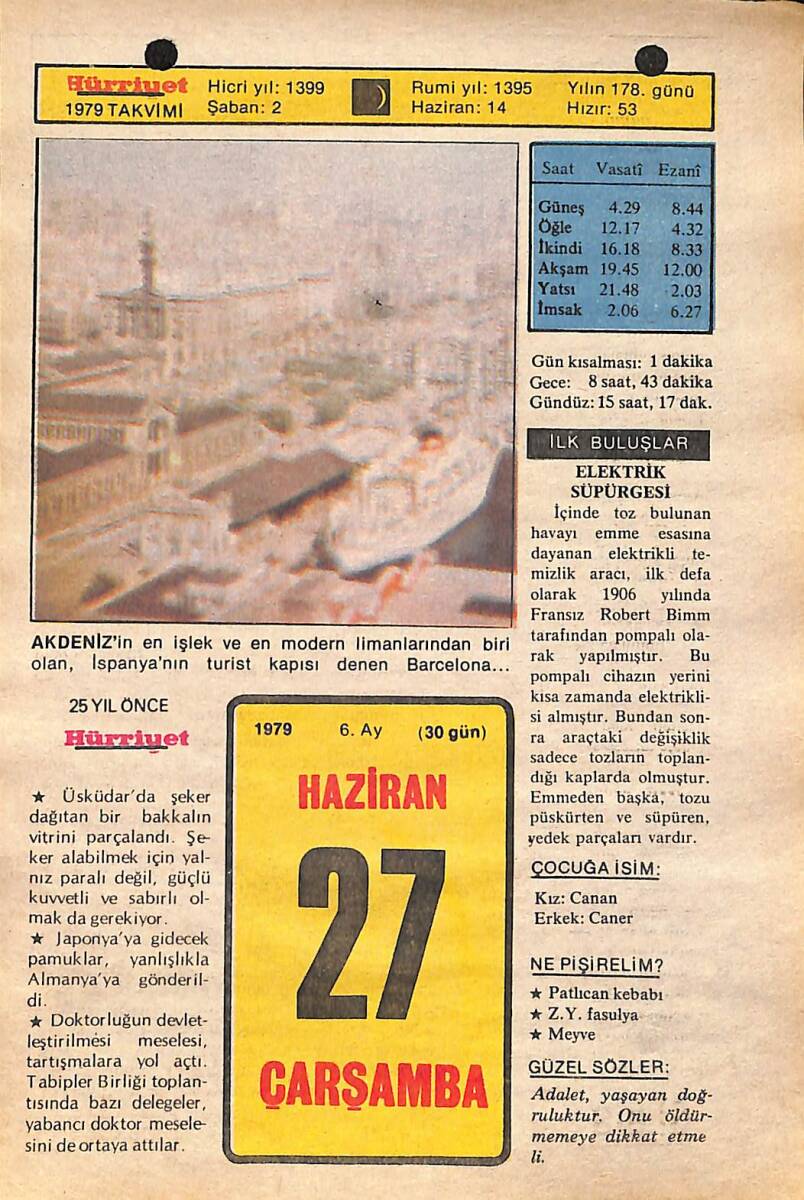 Hürriyet
1979 TAKVİMİ
Hicri yıl: 1399
Şaban: 2
Rumi yıl: 1395
Haziran: 14
Yılın 178. günü
Hızır: 53
Saat Vasatî Ezanî
Güneş 4.29 8.44
Öğle 12.17 4.32
İkindi 16.18 8.33
Akşam 19.45 12.00
Yatsı 21.48 2.03
İmsak 2.06 6.27
Gün kısalması: 1 dakika
Gece: 8 saat, 43 dakika
Gündüz: 15 saat, 17 dak.
AKDENİZ'in en işlek ve en modern limanlarından biri
olan, İspanya'nın turist kapısı denen Barcelona...
İLK BULUŞLAR
ELEKTRİK
SÜPÜRGESİ
İçinde toz bulunan
havayı emme esasına
dayanan elektrikli te-
mizlik aracı, ilk defa
olarak 1906 yılında
Fransız Robert Bimm
tarafından pompalı ola-
rak yapılmıştır. Bu
pompalı cihazın yerini
kısa zamanda elektrikli-
si almıştır. Bundan son-
ra araçtaki değişiklik
sadece tozların toplan-
dığı kaplarda olmuştur.
Emmeden başka, tozu
püskürten ve süpüren,
yedek parçaları vardır.
ÇOCUĞA İSİM:
Kız: Canan
Erkek: Caner
NE PİŞİRELİM?
★ Patlıcan kebabı
★ Z.Y. fasulya
★ Meyve
GÜZEL SÖZLER:
Adalet, yaşayan doğ-
ruluktur. Onu öldür-
memeye dikkat etme
li.
25 YIL ÖNCE
Hürriyet
★ Üsküdar'da şeker
dağıtan bir bakkalın
vitrini parçalandı. Şe-
ker alabilmek için yal-
nız paralı değil, güçlü
kuvvetli ve sabırlı ol-
mak da gerekiyor.
★ Japonya'ya gidecek
pamuklar, yanlışlıkla
Almanya'ya gönderil-
di.
★ Doktorluğun devlet-
leştirilmesi meselesi,
tartışmalara yol açtı.
Tabipler Birliği toplan-
tısında bazı delegeler,
yabancı doktor mesele-
sini de ortaya attılar.
1979 6. Ay (30 gün)
HAZİRAN
27
ÇARŞAMBA